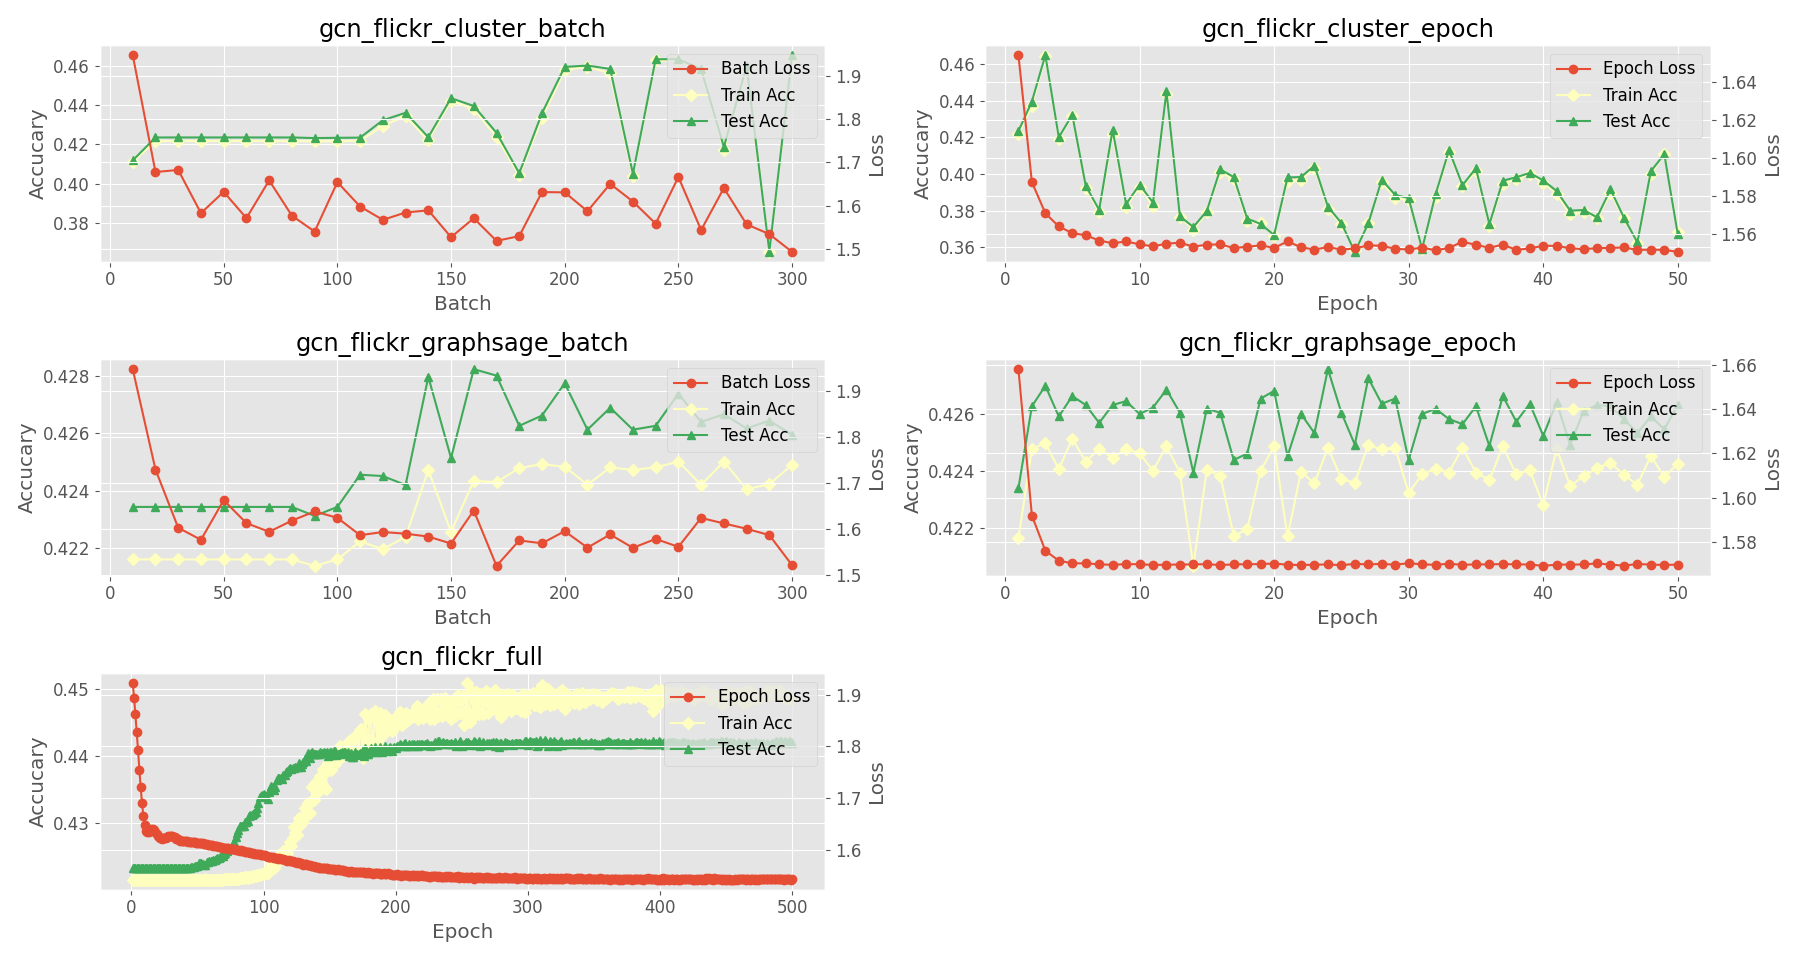 gcn_flickr_cluster_batch
Accucary
0.46
0.44
0.42
0.40
0.38
1.9
1.8
1.7
1.6
1.5
Loss
Batch Loss
Train Acc
Test Acc
0 50 100 150 200 250 300
Batch
gcn_flickr_cluster_epoch
Accucary
0.46
0.44
0.42
0.40
0.38
0.36
1.64
1.62
1.60
1.58
1.56
Loss
Epoch Loss
Train Acc
Test Acc
0 10 20 30 40 50
Epoch
gcn_flickr_graphsage_batch
Accucary
0.428
0.426
0.424
0.422
1.9
1.8
1.7
1.6
1.5
Loss
Batch Loss
Train Acc
Test Acc
0 50 100 150 200 250 300
Batch
gcn_flickr_graphsage_epoch
Accucary
0.426
0.424
0.422
1.66
1.64
1.62
1.60
1.58
Loss
Epoch Loss
Train Acc
Test Acc
0 10 20 30 40 50
Epoch
gcn_flickr_full
Accucary
0.45
0.44
0.43
1.9
1.8
1.7
1.6
Loss
Epoch Loss
Train Acc
Test Acc
0 100 200 300 400 500
Epoch